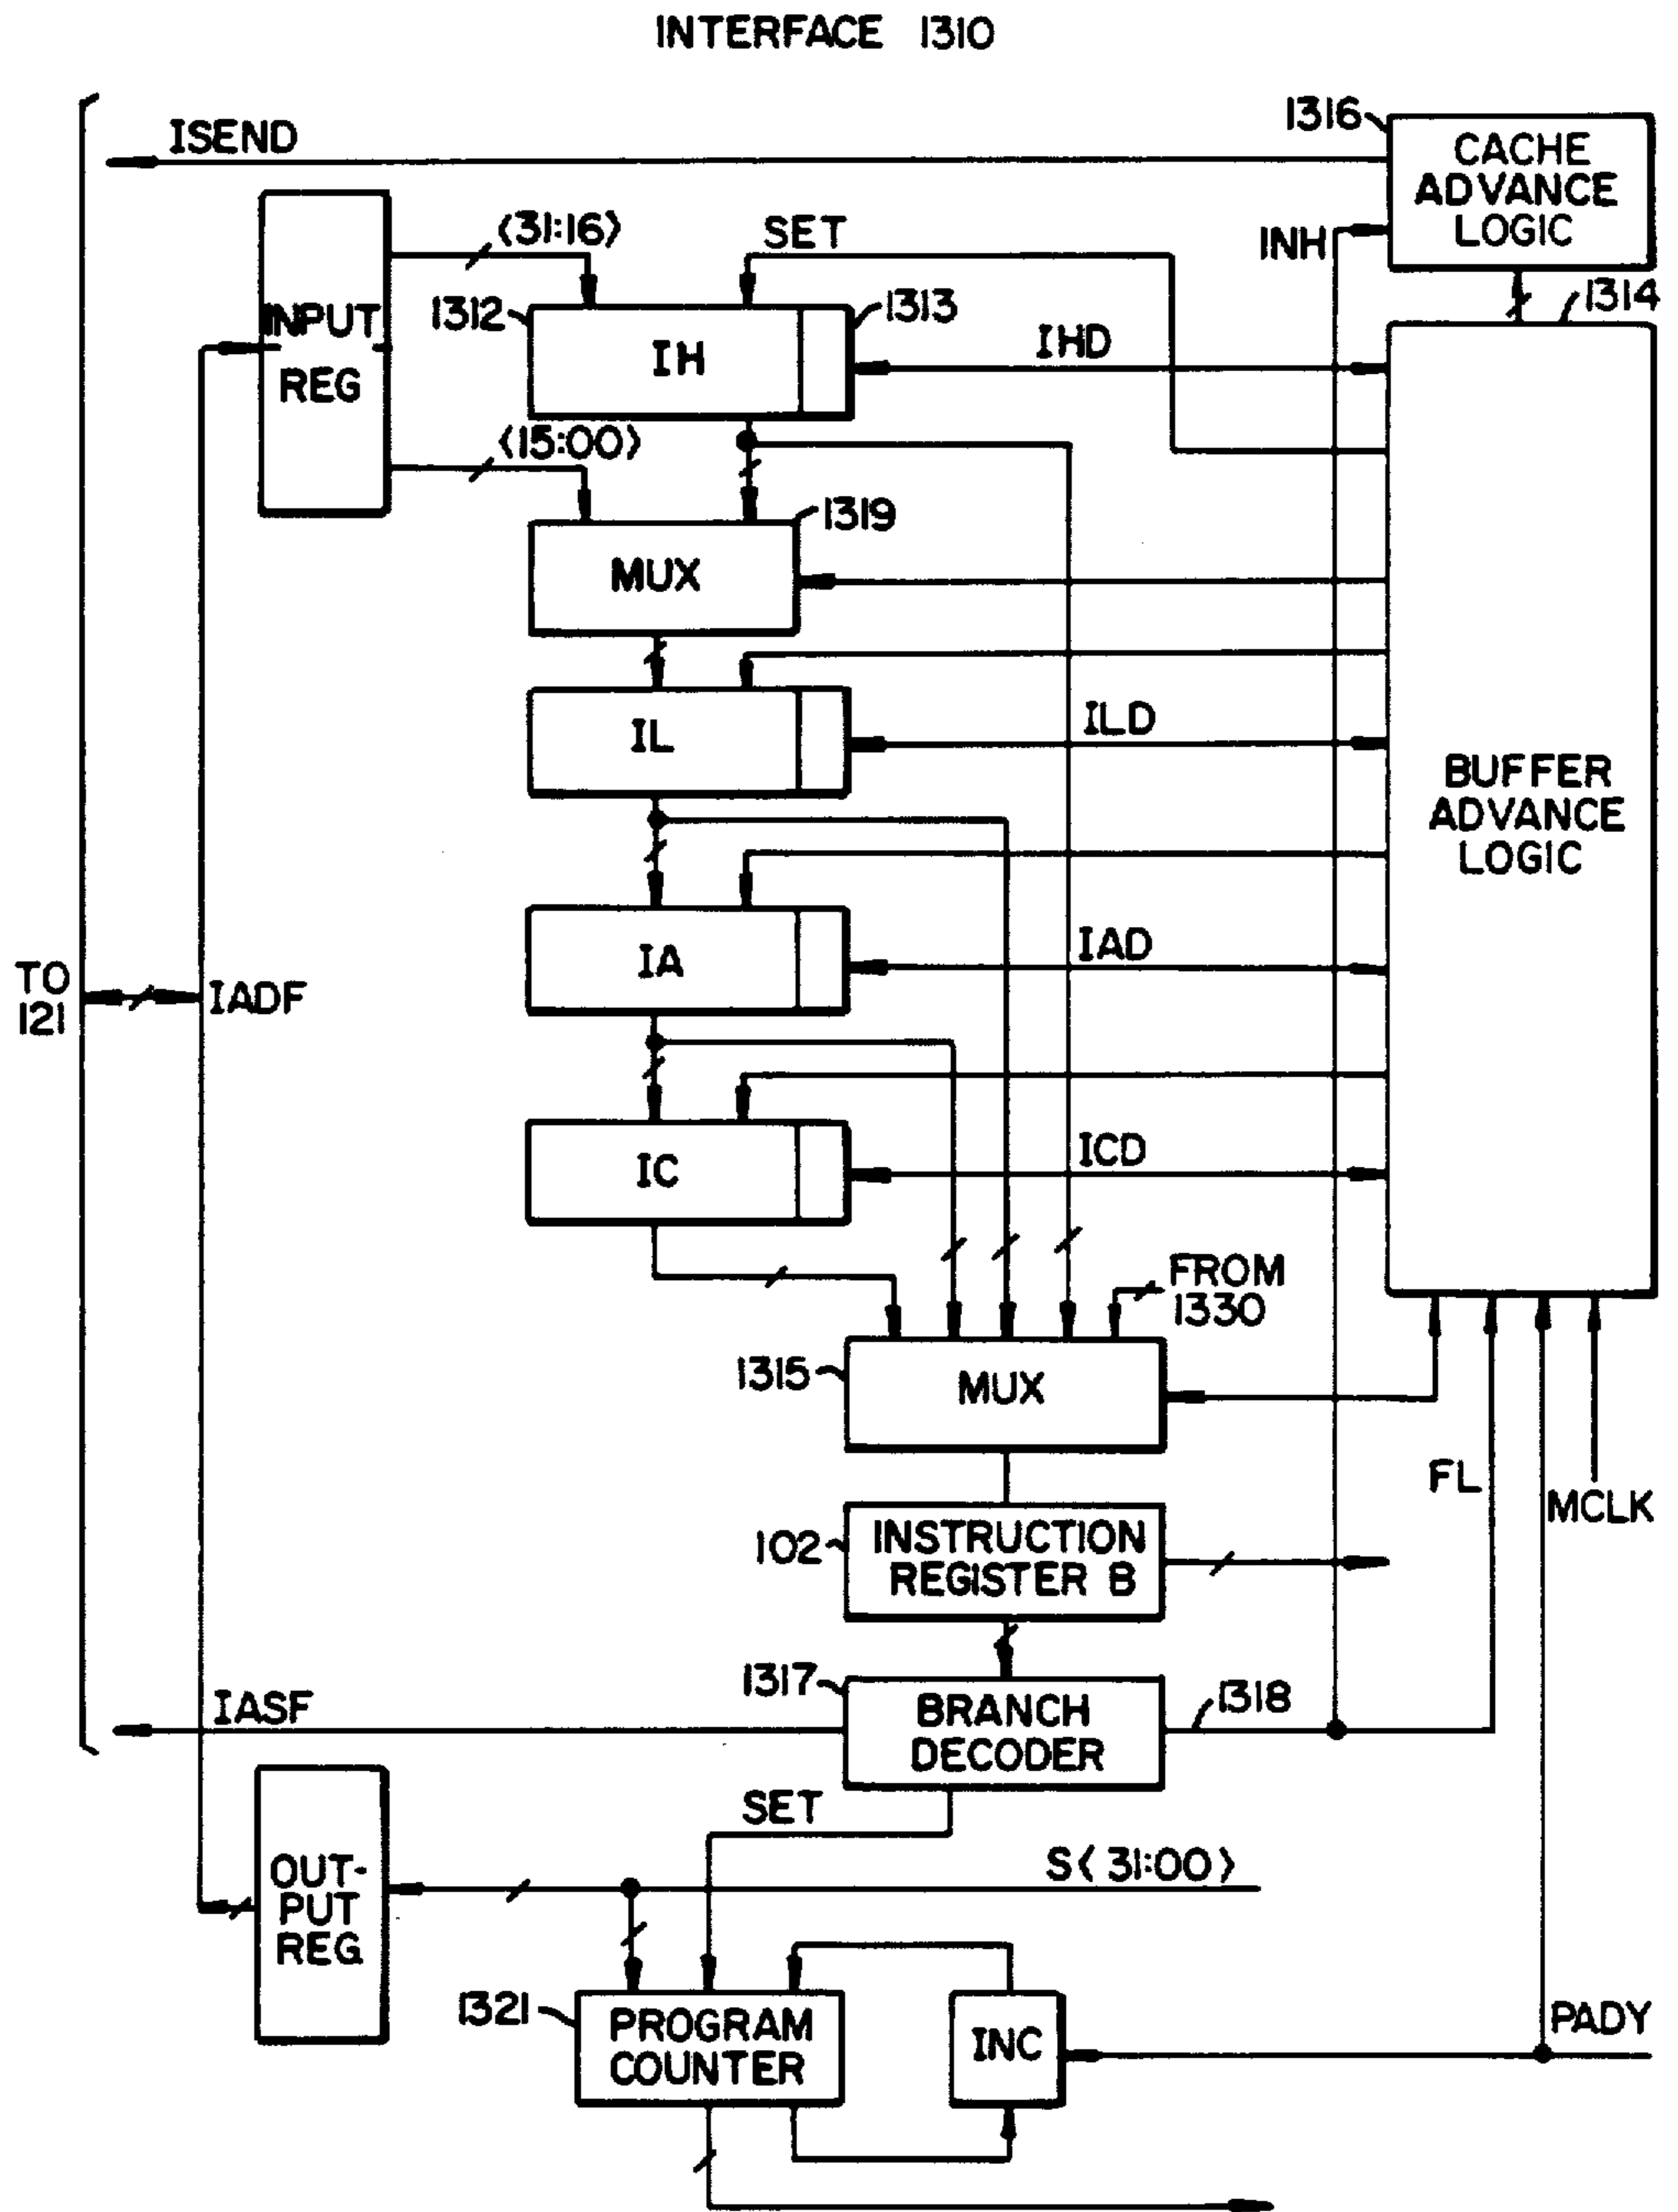 INTERFACE 1310
ISEND
1316
CACHE
ADVANCE
LOGIC
INPUT
REG
⟨31:16⟩
SET
INH
1312
IH
1313
IHD
1314
⟨15:00⟩
MUX
1319
IL
ILD
BUFFER
ADVANCE
LOGIC
TO
121
IADF
IA
IAD
IC
ICD
FROM
1330
1315
MUX
FL
MCLK
102
INSTRUCTION
REGISTER B
1317
BRANCH
DECODER
1318
IASF
SET
OUT-
PUT
REG
S⟨31:00⟩
1321
PROGRAM
COUNTER
INC
PADY